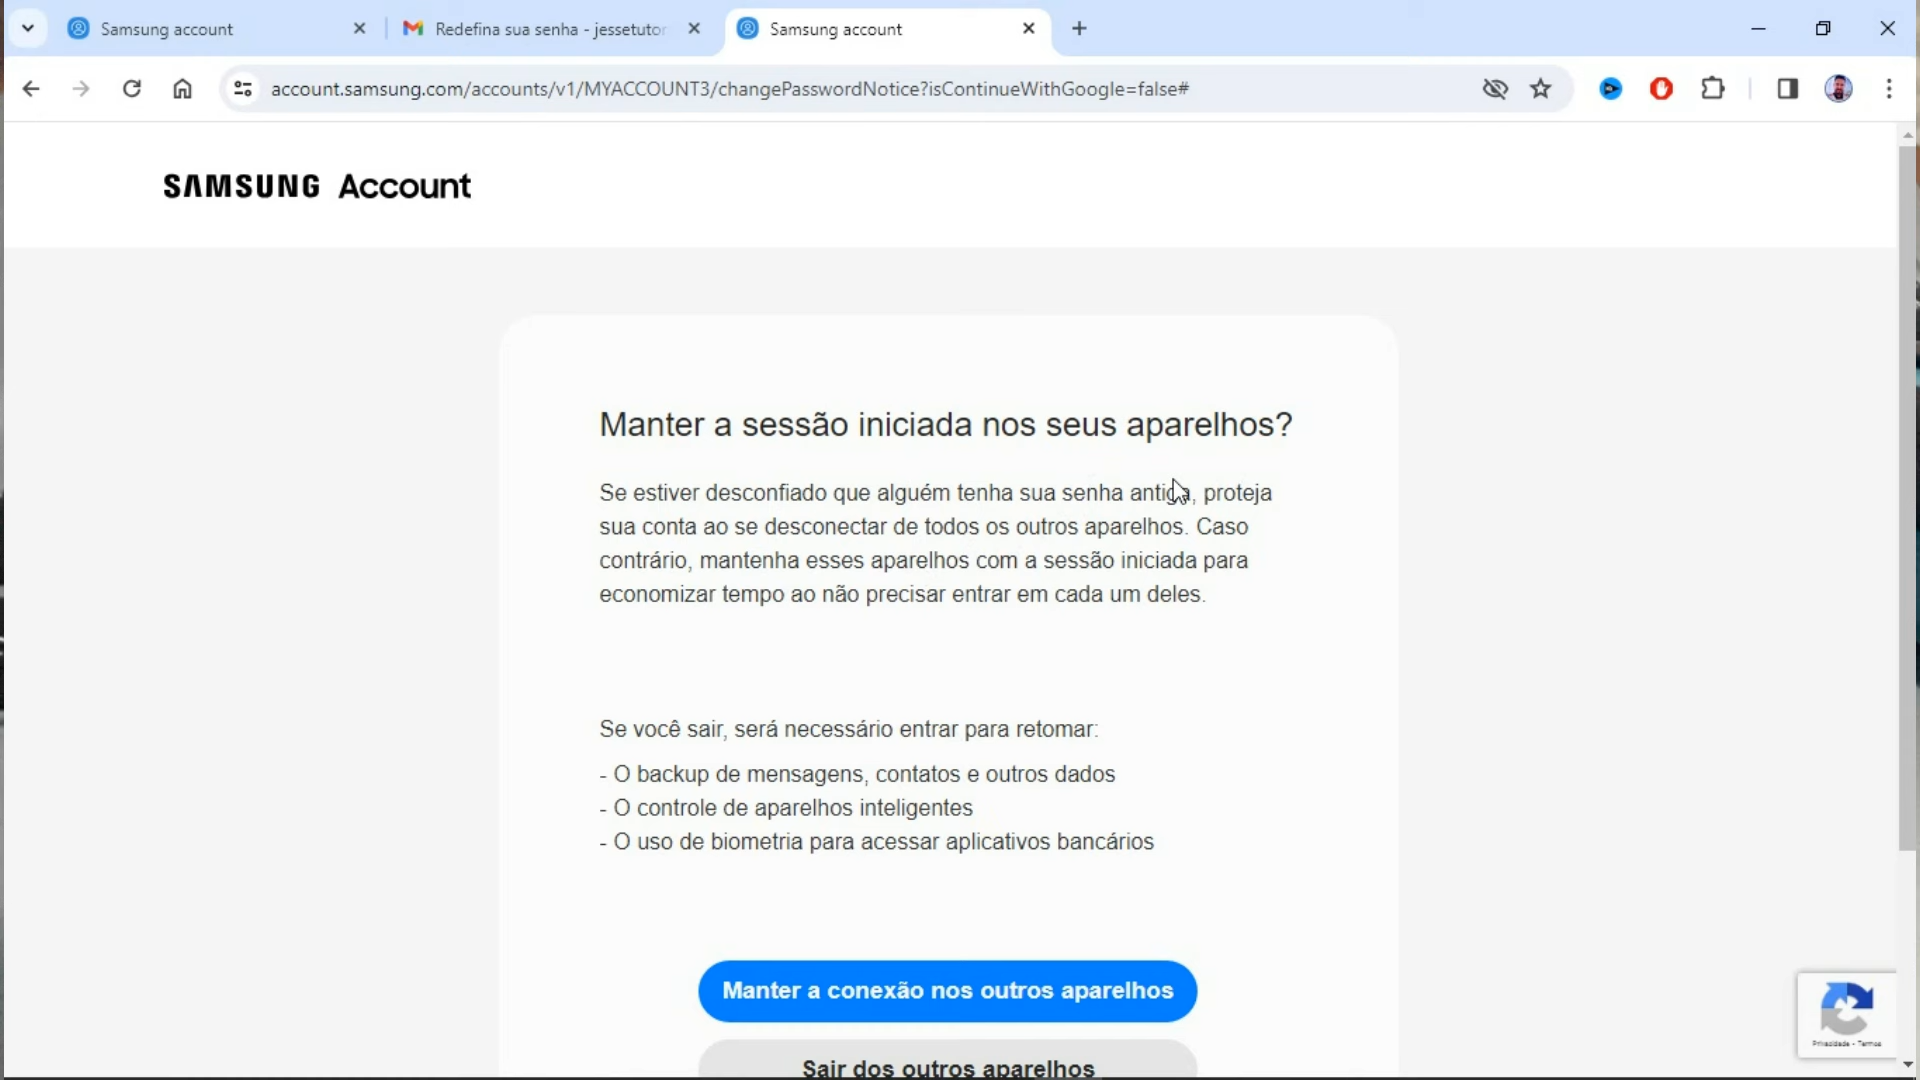 Samsung account
Redefina sua senha - jessetutor
Samsung account
account.samsung.com/accounts/v1/MYACCOUNT3/changePasswordNotice?isContinueWithGoogle=false#
SAMSUNG Account
Manter a sessão iniciada nos seus aparelhos?
Se estiver desconfiado que alguém tenha sua senha antiga, proteja
sua conta ao se desconectar de todos os outros aparelhos. Caso
contrário, mantenha esses aparelhos com a sessão iniciada para
economizar tempo ao não precisar entrar em cada um deles.
Se você sair, será necessário entrar para retomar:
- O backup de mensagens, contatos e outros dados
- O controle de aparelhos inteligentes
- O uso de biometria para acessar aplicativos bancários
Manter a conexão nos outros aparelhos
Sair dos outros aparelhos
Privacidade - Termos